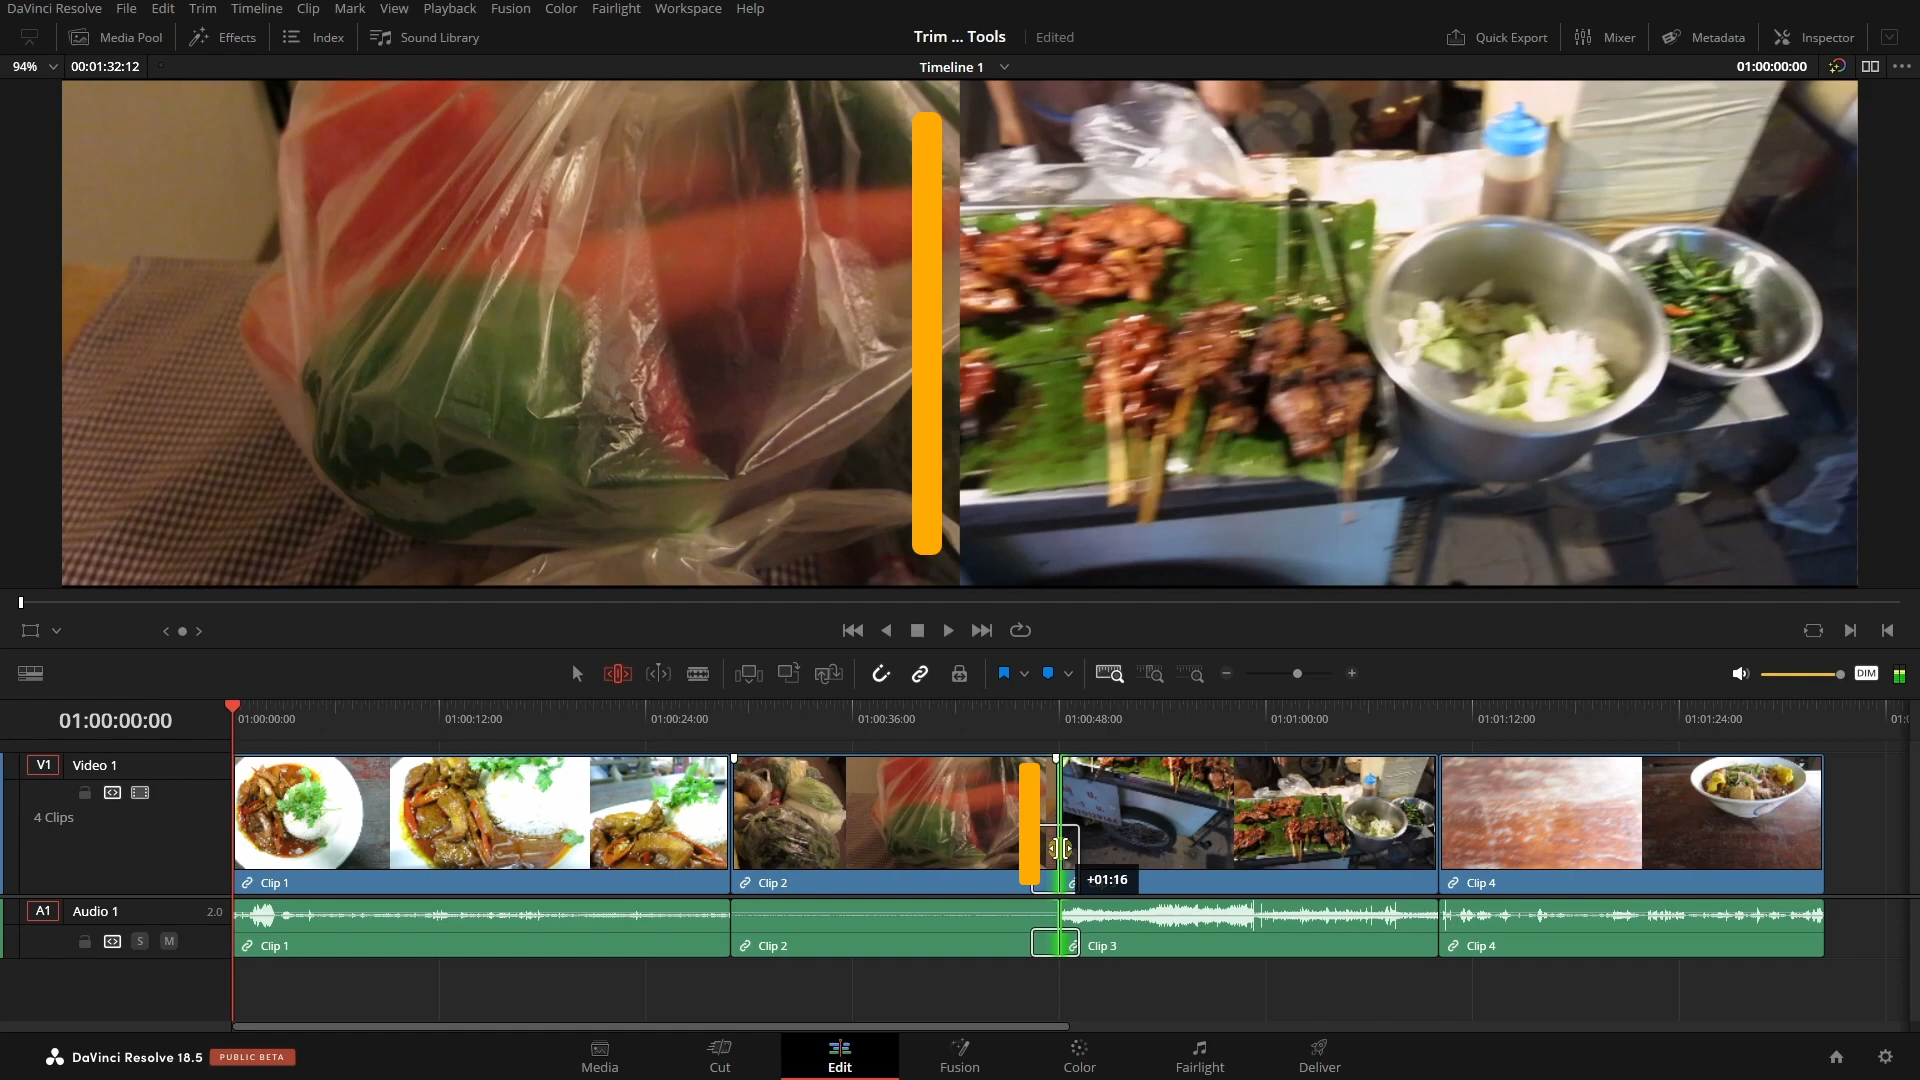 DaVinci Resolve File Edit Trim Timeline Clip Mark View Playback Fusion Color Fairlight Workspace Help
Media Pool Effects Index Sound Library Trim ... Tools Edited Quick Export Mixer Metadata Inspector
94% 00:01:32:12 Timeline 1 01:00:00:00
DIM
01:00:00:00 01:00:00:00 01:00:12:00 01:00:24:00 01:00:36:00 01:00:48:00 01:01:00:00 01:01:12:00 01:01:24:00
V1 Video 1
4 Clips
+01:16
Clip 1 Clip 2 Clip 4
A1 Audio 1 2.0
S M
Clip 1 Clip 2 Clip 3 Clip 4
DaVinci Resolve 18.5 PUBLIC BETA
Media Cut Edit Fusion Color Fairlight Deliver